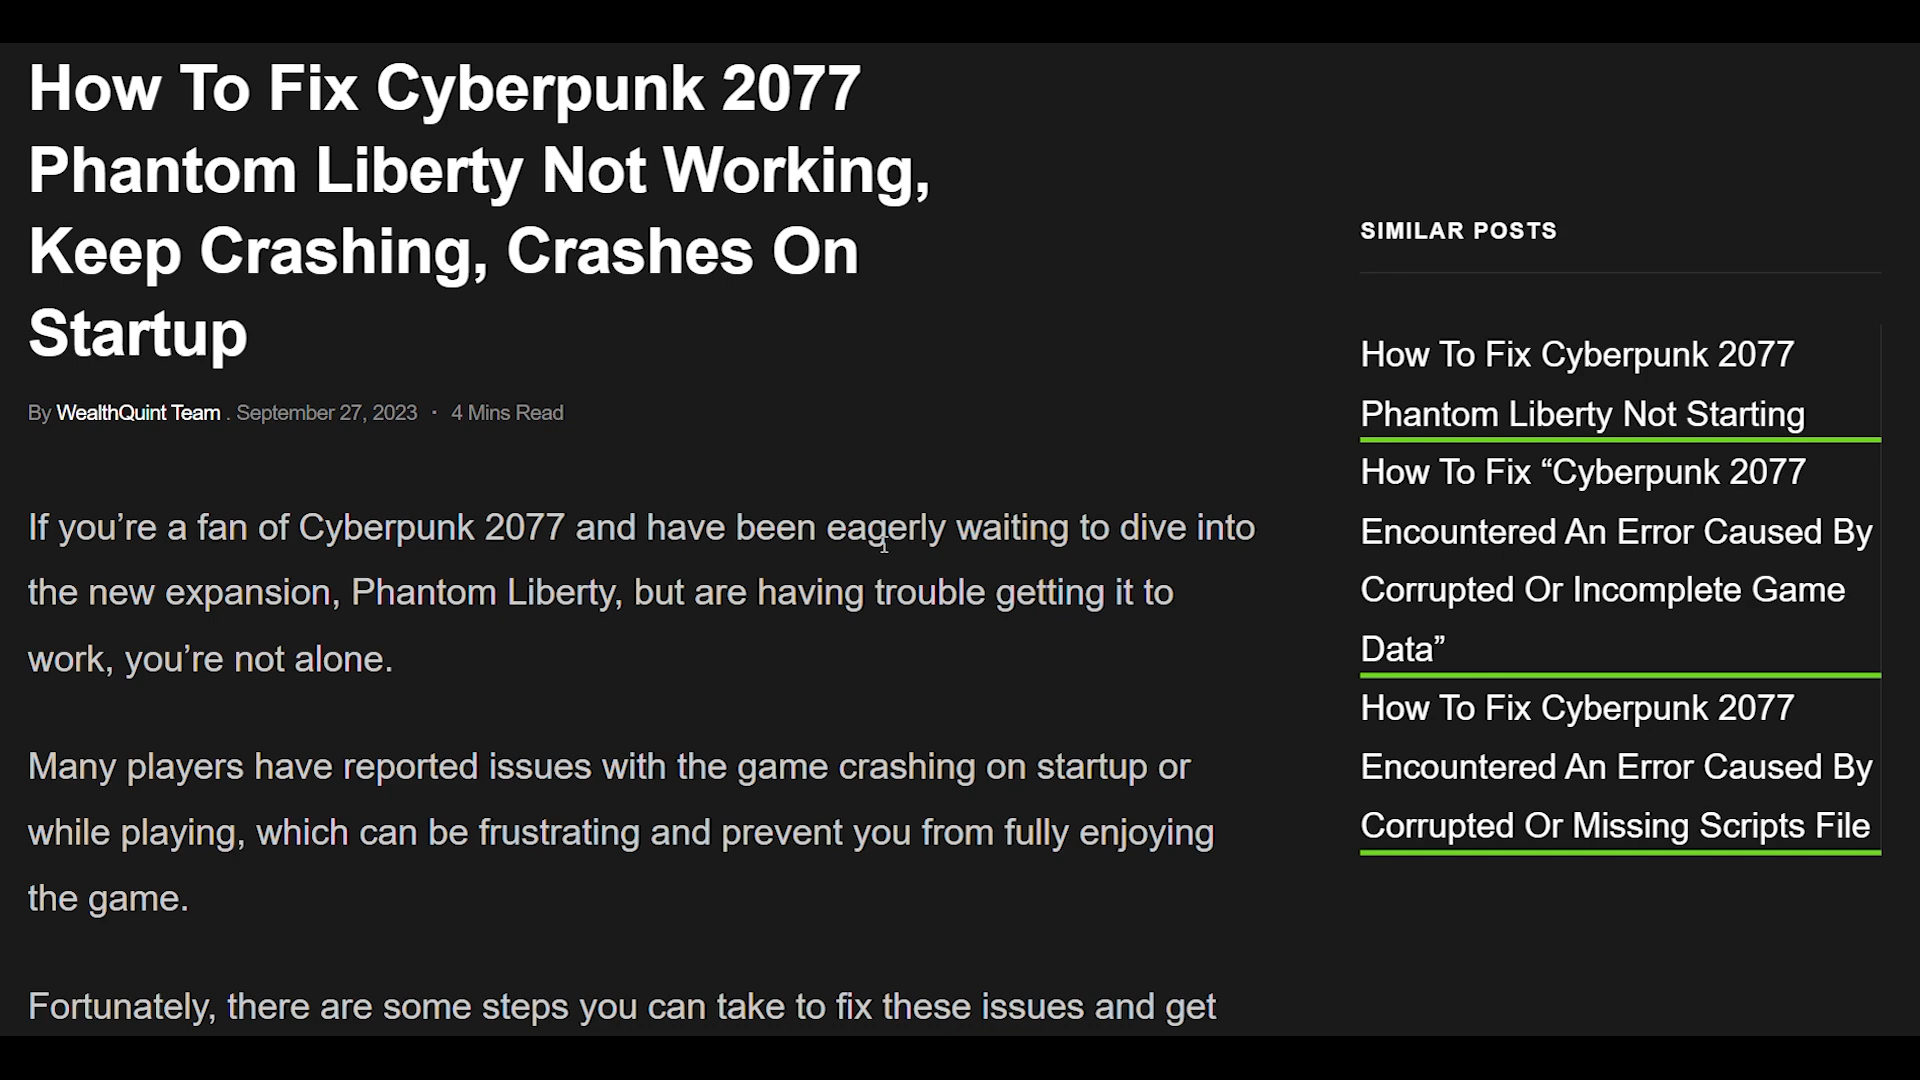 How To Fix Cyberpunk 2077
Phantom Liberty Not Working,
Keep Crashing, Crashes On
Startup
By WealthQuint Team . September 27, 2023 · 4 Mins Read
If you’re a fan of Cyberpunk 2077 and have been eagerly waiting to dive into
the new expansion, Phantom Liberty, but are having trouble getting it to
work, you’re not alone.
Many players have reported issues with the game crashing on startup or
while playing, which can be frustrating and prevent you from fully enjoying
the game.
Fortunately, there are some steps you can take to fix these issues and get
SIMILAR POSTS
How To Fix Cyberpunk 2077
Phantom Liberty Not Starting
How To Fix “Cyberpunk 2077
Encountered An Error Caused By
Corrupted Or Incomplete Game
Data”
How To Fix Cyberpunk 2077
Encountered An Error Caused By
Corrupted Or Missing Scripts File